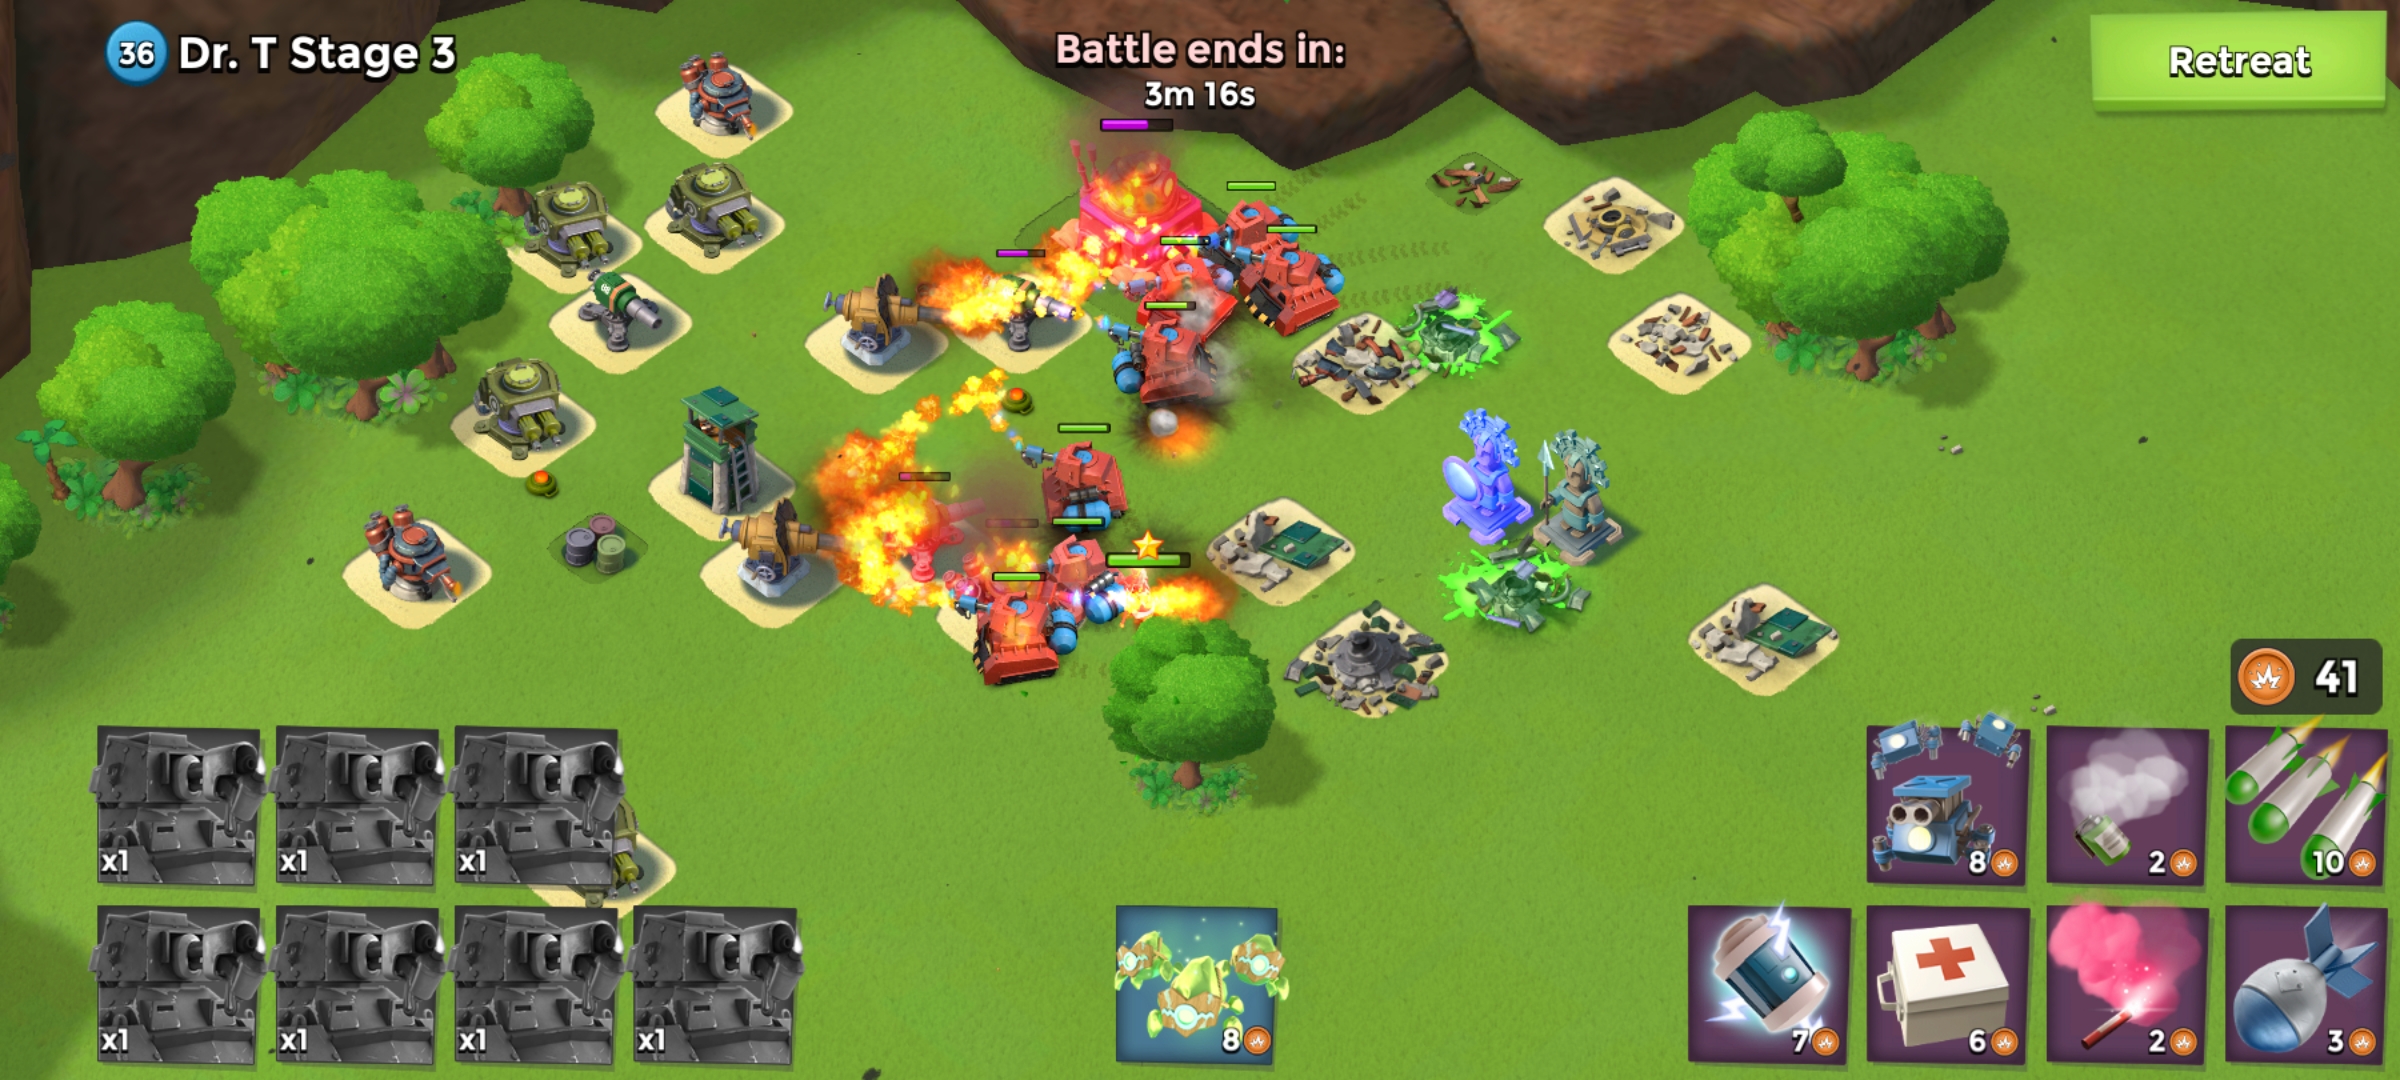 36 Dr. T Stage 3
Battle ends in:
3m 16s
Retreat
41
x1 x1 x1
8 2 10
x1 x1 x1 x1
8
7 6 2 3